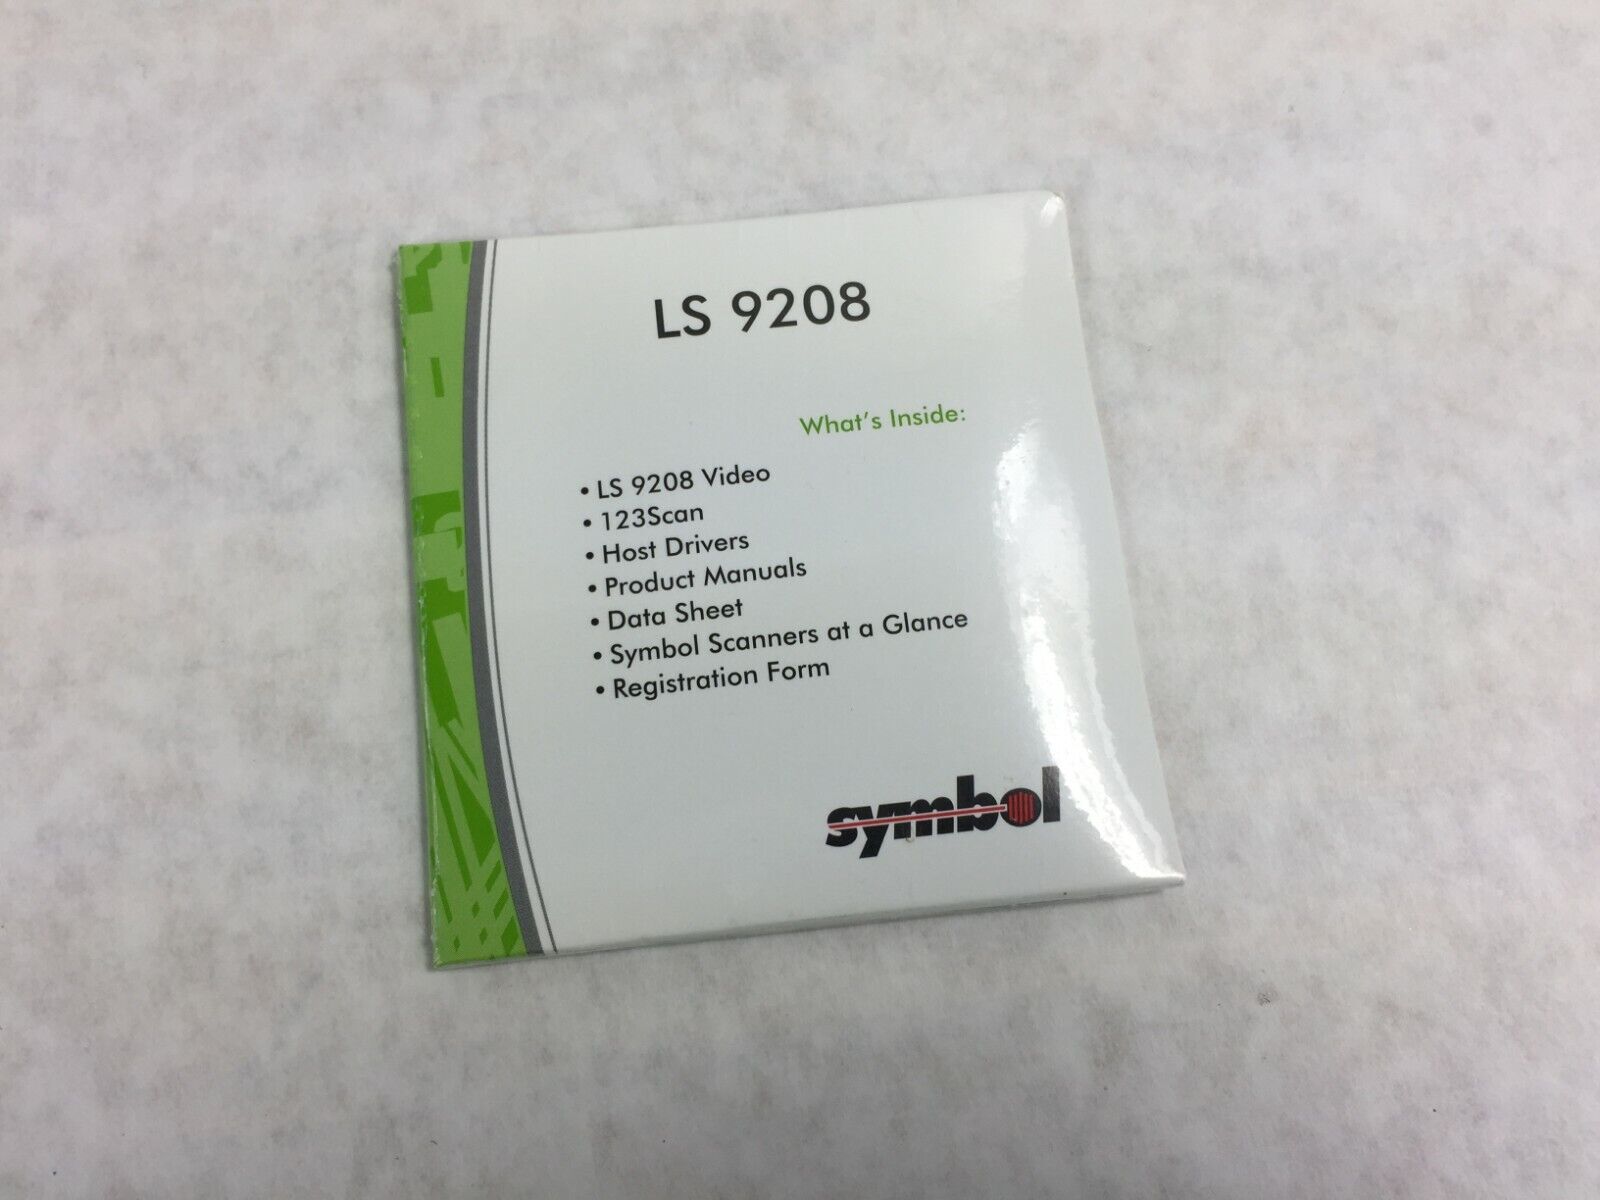 LS 9208
What's Inside:
• LS 9208 Video
• 123Scan
• Host Drivers
• Product Manuals
• Data Sheet
• Symbol Scanners at a Glance
• Registration Form
symbol